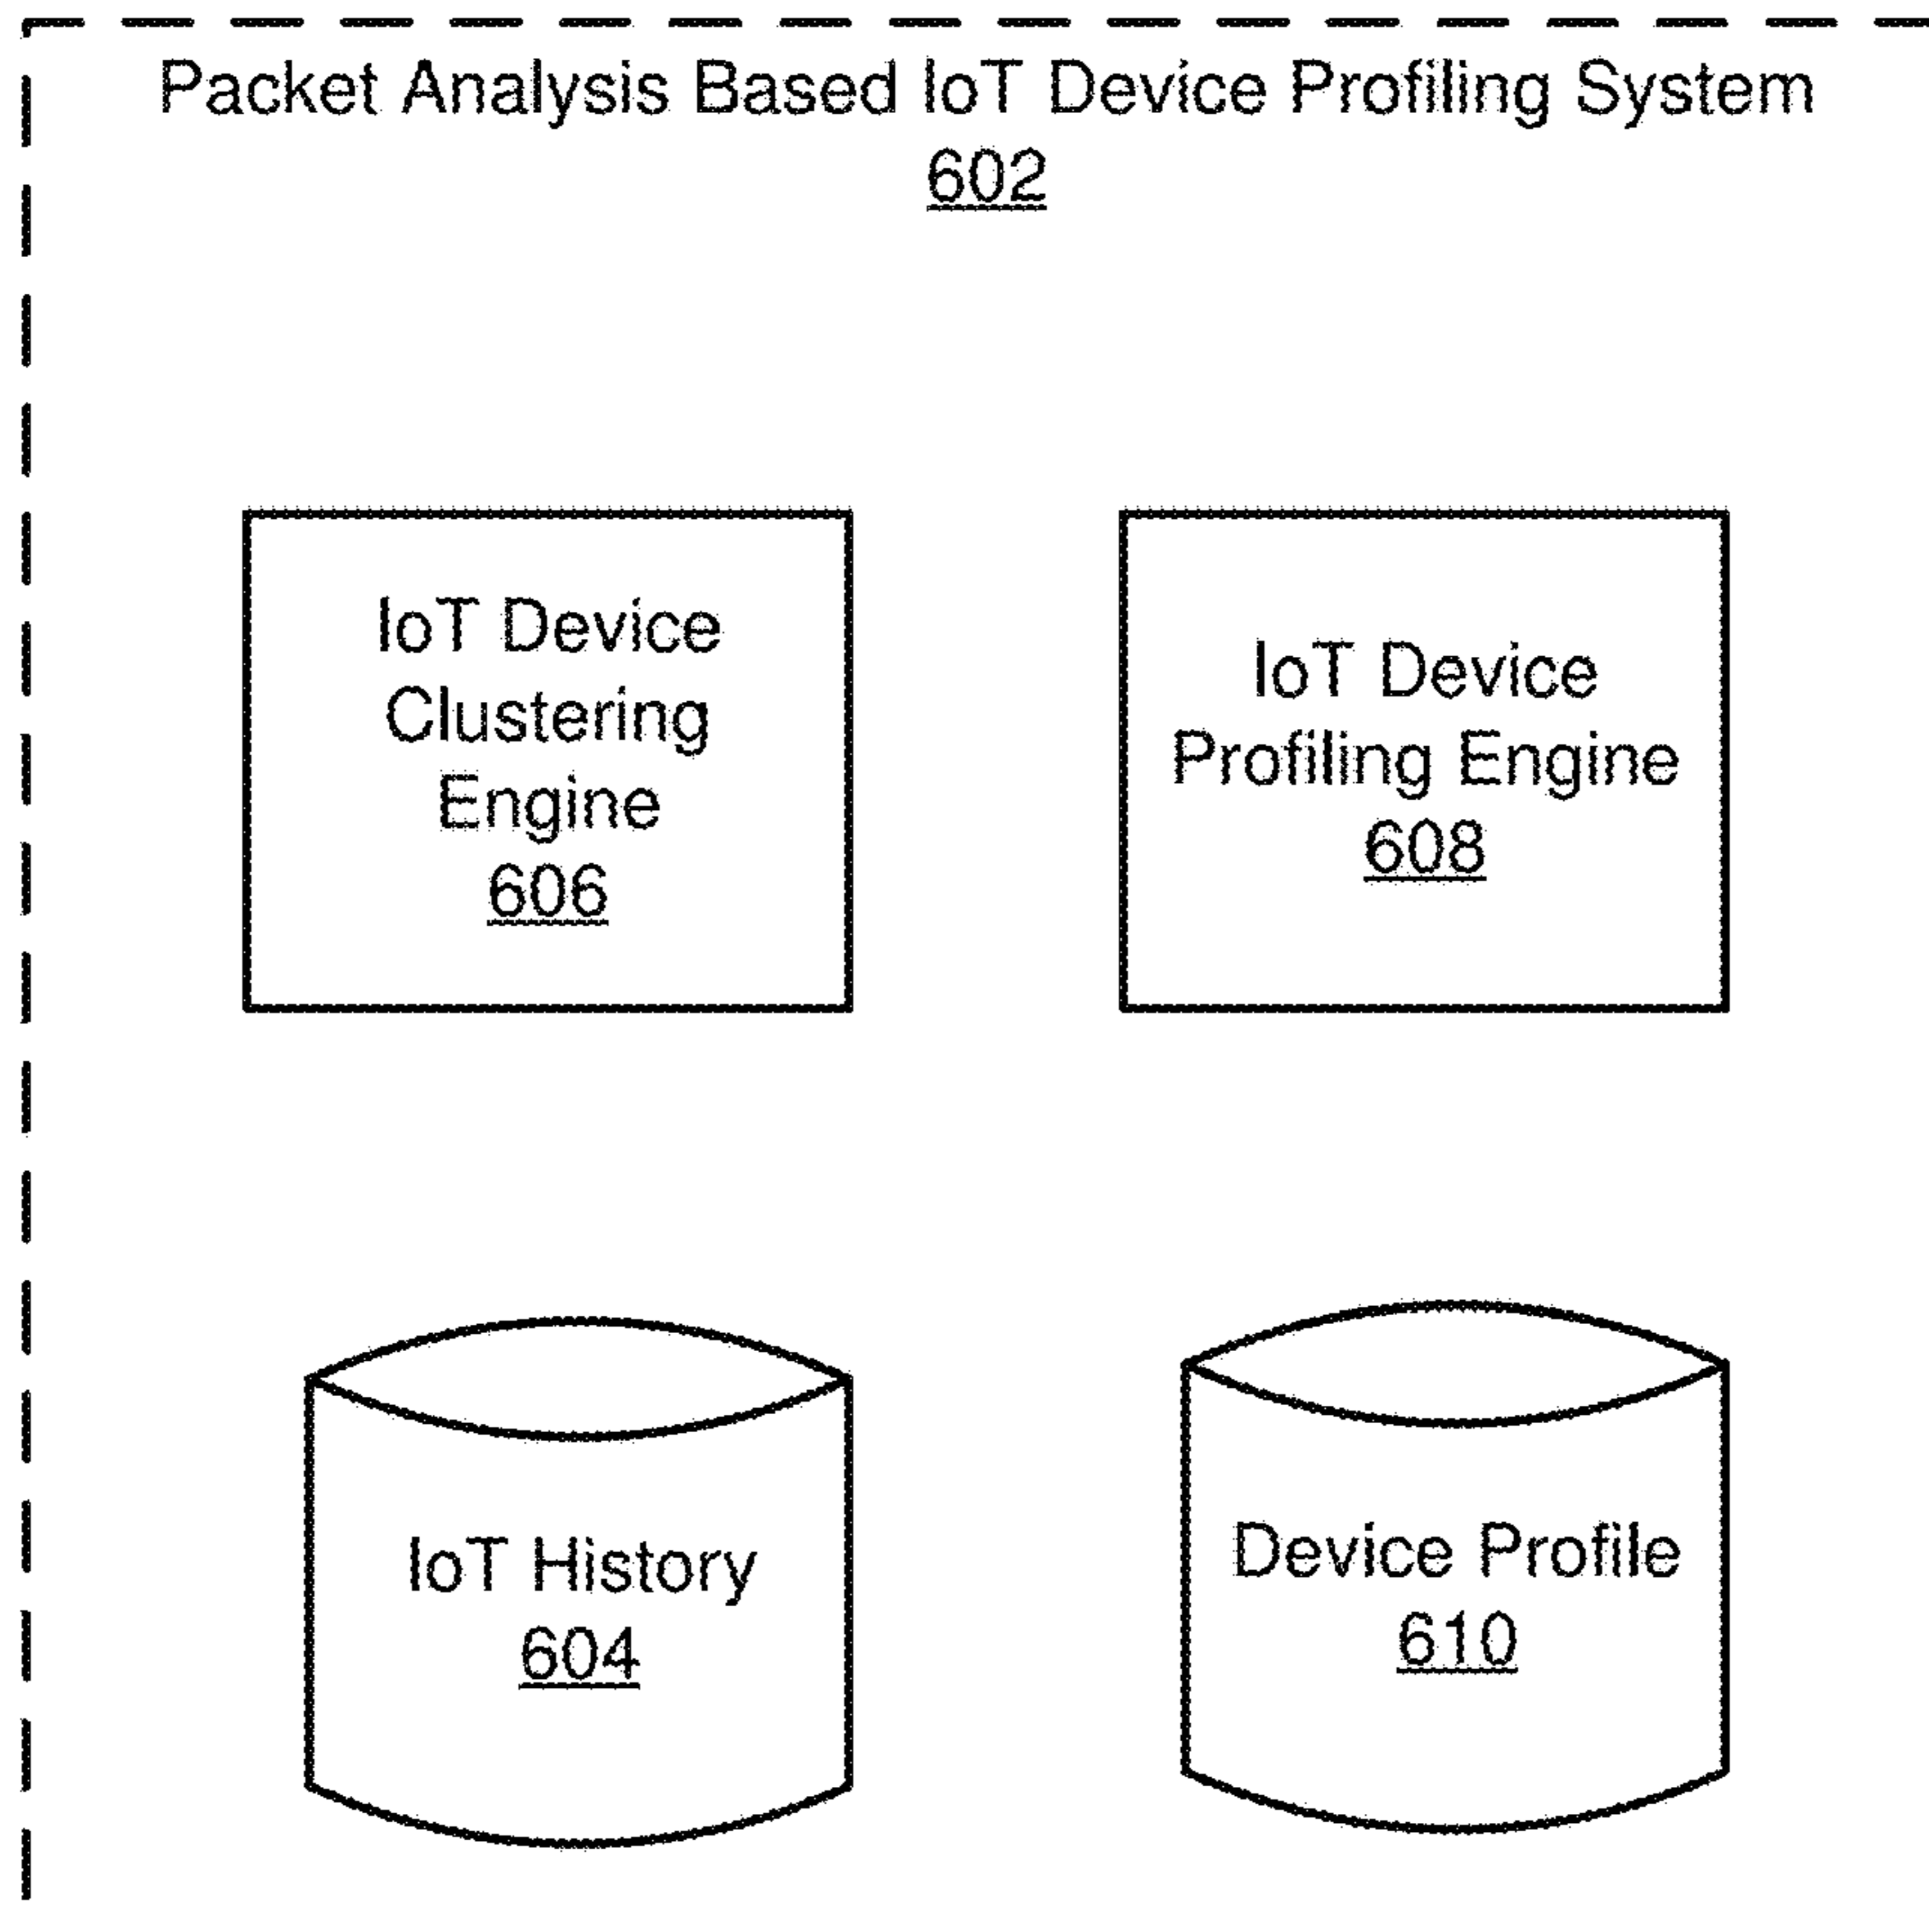 Packet Analysis Based IoT Device Profiling System
602
IoT Device
Clustering
Engine
606
IoT Device
Profiling Engine
608
IoT History
604
Device Profile
610